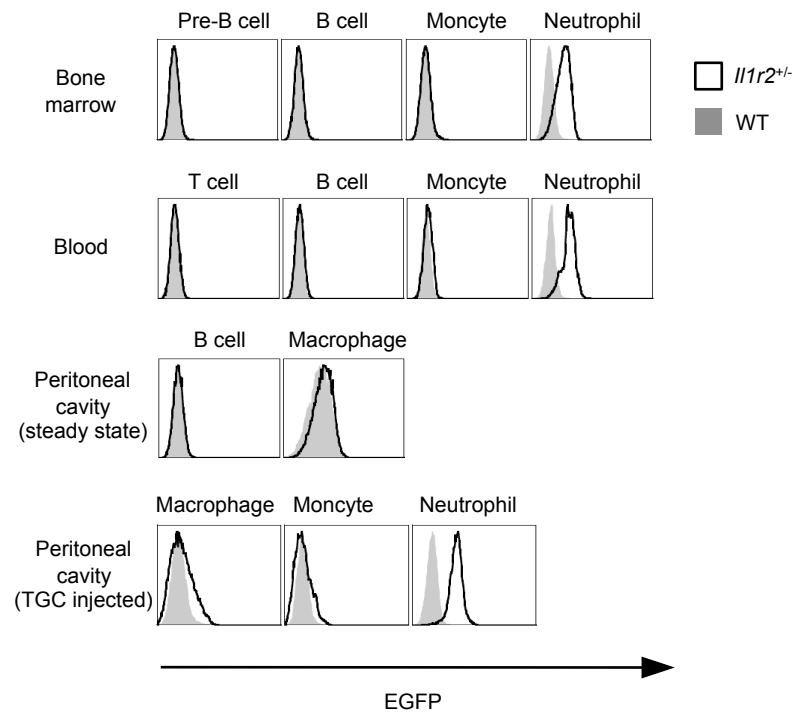 Pre-B cell B cell Moncyte Neutrophil
Bone
marrow
Il1r2+/-
WT
T cell B cell Moncyte Neutrophil
Blood
B cell Macrophage
Peritoneal
cavity
(steady state)
Macrophage Moncyte Neutrophil
Peritoneal
cavity
(TGC injected)
EGFP